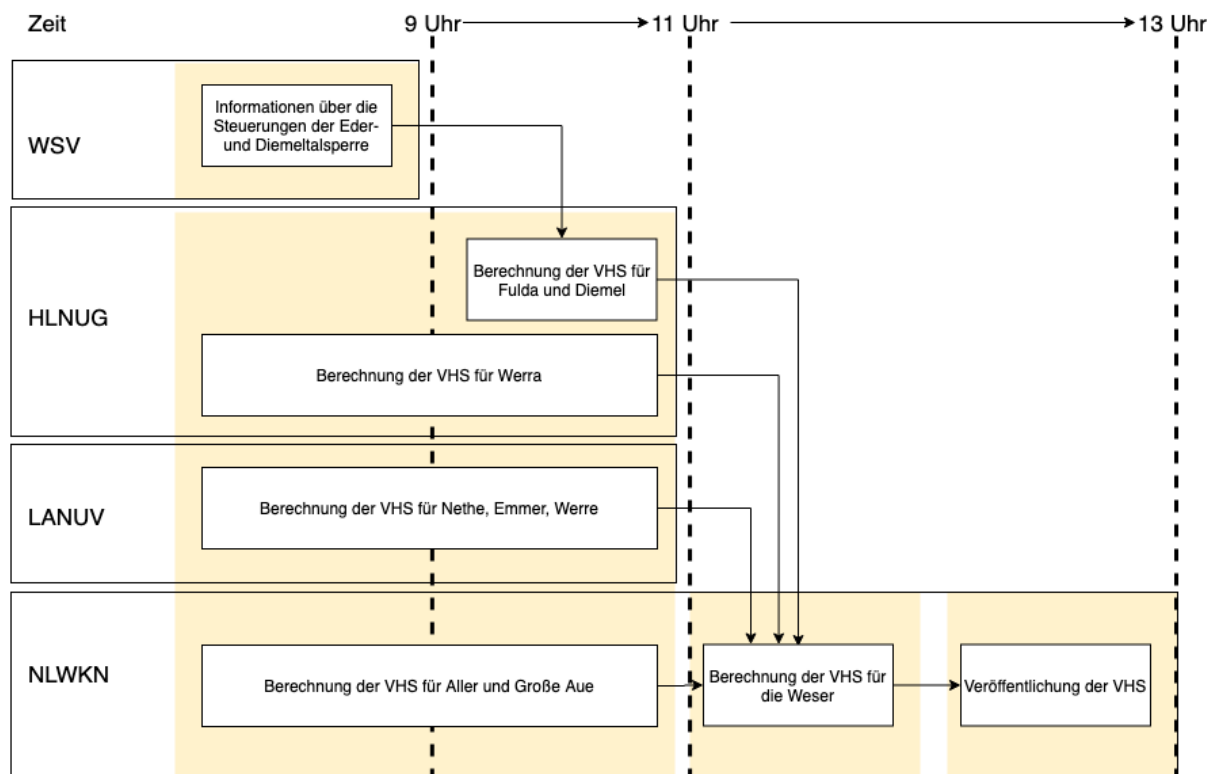 Zeit
9 Uhr
11 Uhr
13 Uhr
WSV
Informationen über die
Steuerungen der Eder-
und Diemeltalsperre
HLNUG
Berechnung der VHS für
Fulda und Diemel
Berechnung der VHS für Werra
LANUV
Berechnung der VHS für Nethe, Emmer, Werre
NLWKN
Berechnung der VHS für Aller und Große Aue
Berechnung der VHS für
die Weser
Veröffentlichung der VHS